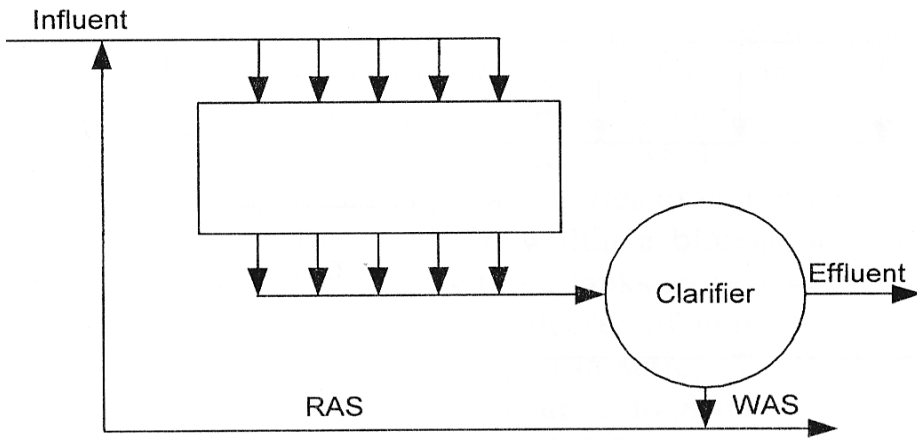 Influent
Clarifier
Effluent
RAS
WAS